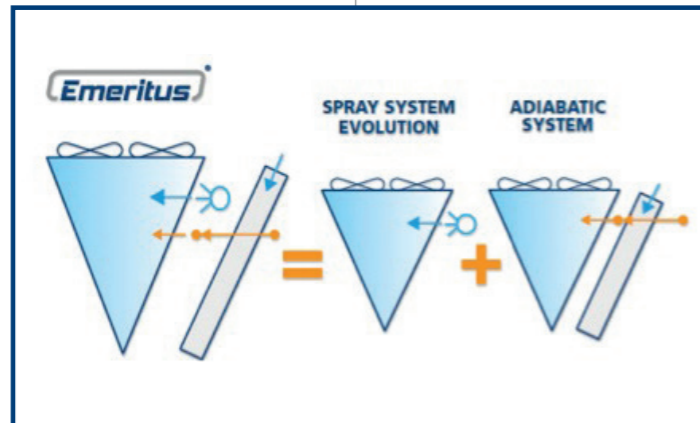 Emeritus
SPRAY SYSTEM
EVOLUTION
ADIABATIC
SYSTEM
=
+